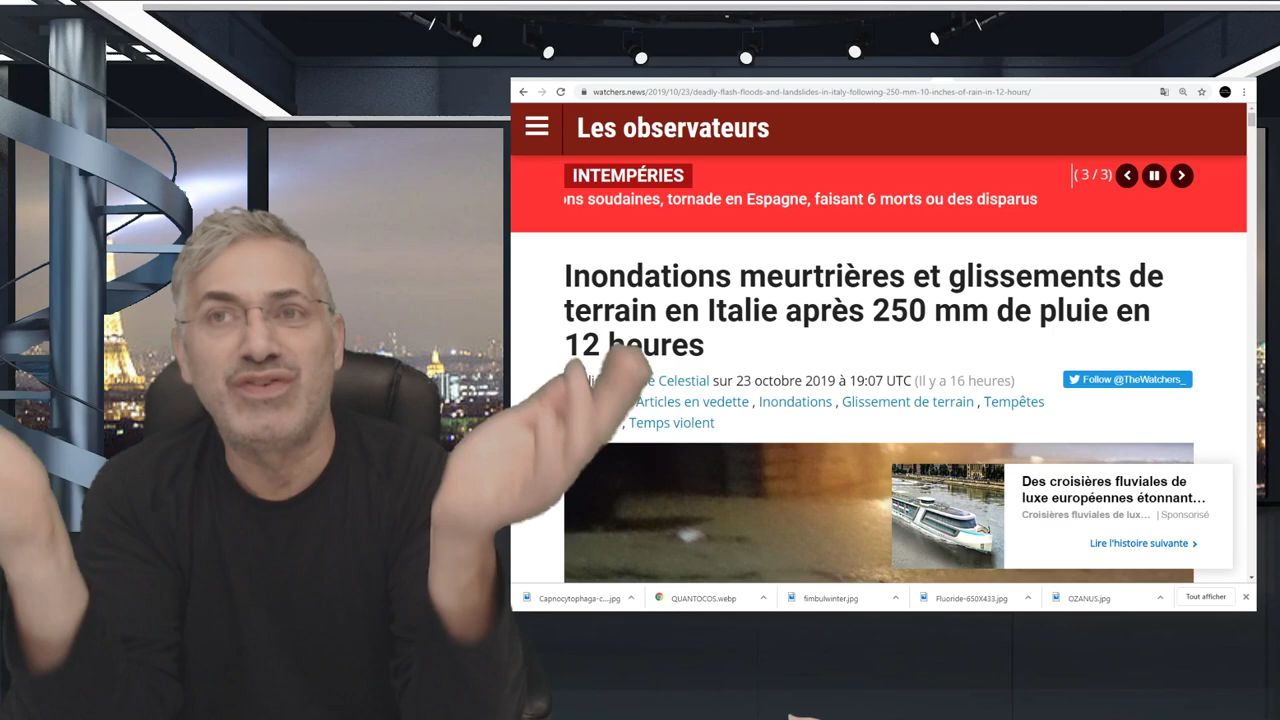 watchers.news/2019/10/23/deadly-flash-floods-and-landslides-in-italy-following-250-mm-10-inches-of-rain-in-12-hours/
Les observateurs
INTEMPÉRIES
( 3 / 3)
ons soudaines, tornade en Espagne, faisant 6 morts ou des disparus
Inondations meurtrières et glissements de
terrain en Italie après 250 mm de pluie en
12 heures
Celestial sur 23 octobre 2019 à 19:07 UTC (Il y a 16 heures)
Follow @TheWatchers_
Articles en vedette , Inondations , Glissement de terrain , Tempêtes
, Temps violent
Des croisières fluviales de
luxe européennes étonnant...
Croisières fluviales de lux... | Sponsorisé
Lire l'histoire suivante >
Capnocytophaga-c....jpg
QUANTOCOS.webp
fimbulwinter.jpg
Fluoride-650X433.jpg
OZANUS.jpg
Tout afficher